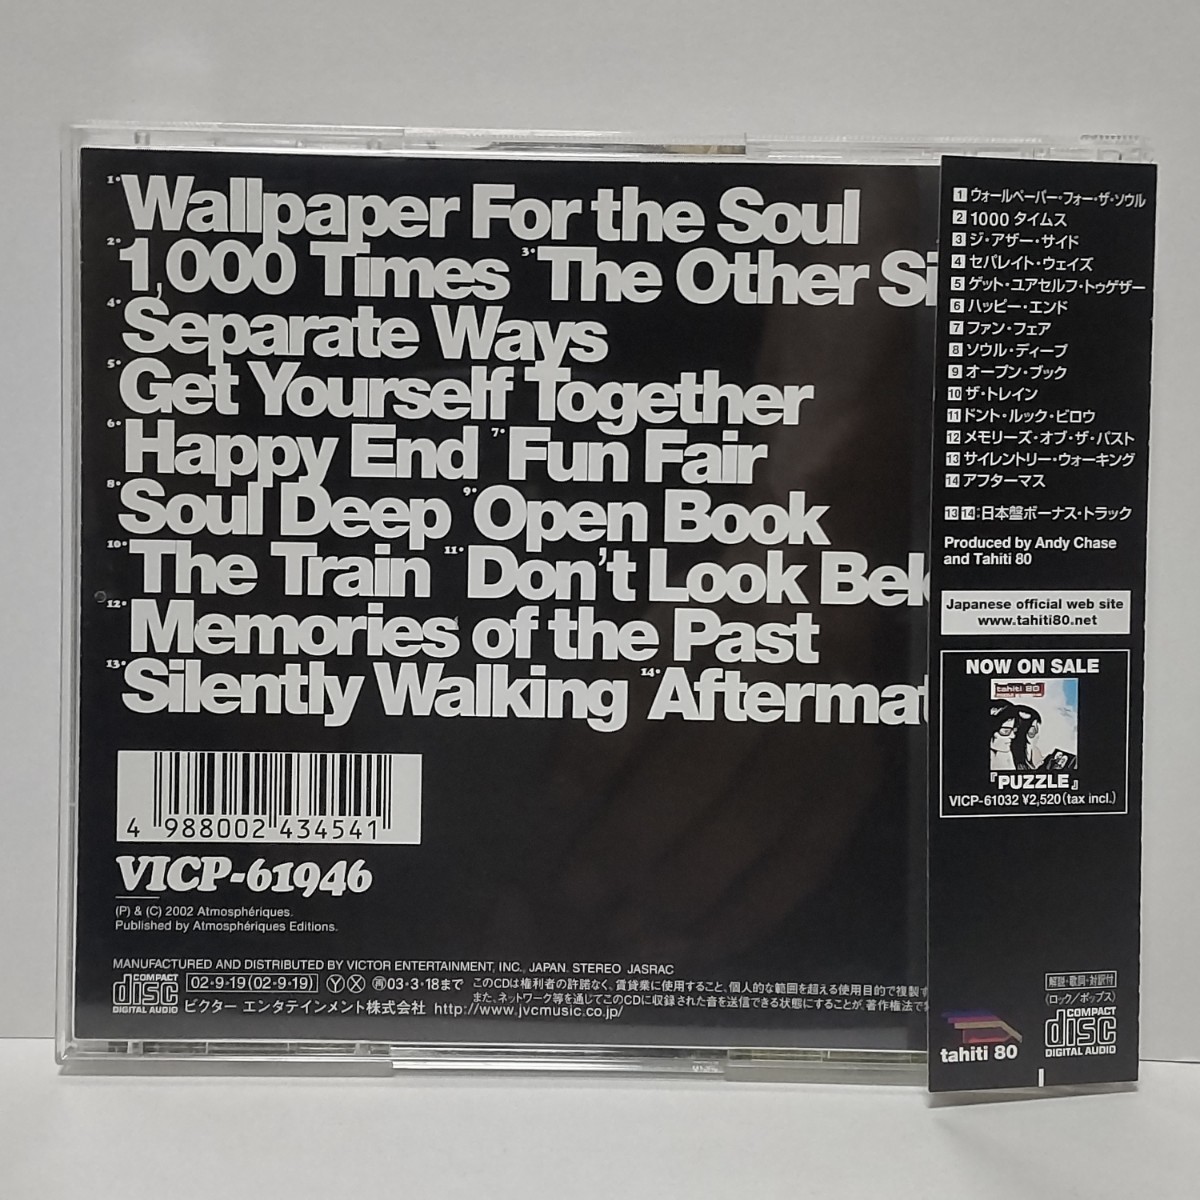 1. Wallpaper For the Soul
2. 1,000 Times 3. The Other Si
4. Separate Ways
5. Get Yourself Together
6. Happy End 7. Fun Fair
8. Soul Deep 9. Open Book
10. The Train 11. Don't Look Bel
12. Memories of the Past
13. Silently Walking 14. Aftermat
4 988002 434541
VICP-61946
(P) & (C) 2002 Atmosphériques.
Published by Atmosphériques Editions.
MANUFACTURED AND DISTRIBUTED BY VICTOR ENTERTAINMENT, INC., JAPAN. STEREO JASRAC
COMPACT disc DIGITAL AUDIO
02・9・19(02・9・19) Ⓨ Ⓧ ㊞03・3・18まで
このCDは権利者の許諾なく、賃貸業に使用すること、個人的な範囲を超える使用目的で複製す
また、ネットワーク等を通じてこのCDに収録された音を送信できる状態にすることが、著作権法で
ビクター エンタテインメント株式会社 http://www.jvcmusic.co.jp/
1 ウォールペーパー・フォー・ザ・ソウル
2 1000 タイムス
3 ジ・アザー・サイド
4 セパレイト・ウェイズ
5 ゲット・ユアセルフ・トゥゲザー
6 ハッピー・エンド
7 ファン・フェア
8 ソウル・ディープ
9 オープン・ブック
10 ザ・トレイン
11 ドント・ルック・ビロウ
12 メモリーズ・オブ・ザ・パスト
13 サイレントリー・ウォーキング
14 アフターマス
13 14:日本盤ボーナス・トラック
Produced by Andy Chase
and Tahiti 80
Japanese official web site
www.tahiti80.net
NOW ON SALE
tahiti 80
『PUZZLE』
VICP-61032 ¥2,520(tax incl.)
解説・歌詞・対訳付
(ロック/ポップス)
tahiti 80
COMPACT disc DIGITAL AUDIO